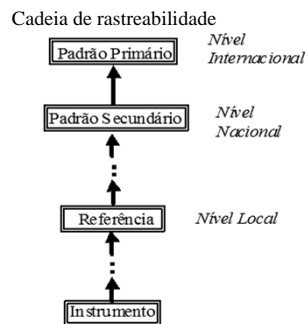 Cadeia de rastreabilidade
Padrão Primário
Nível
Internacional
Padrão Secundário
Nível
Nacional
Referência
Nível Local
Instrumento